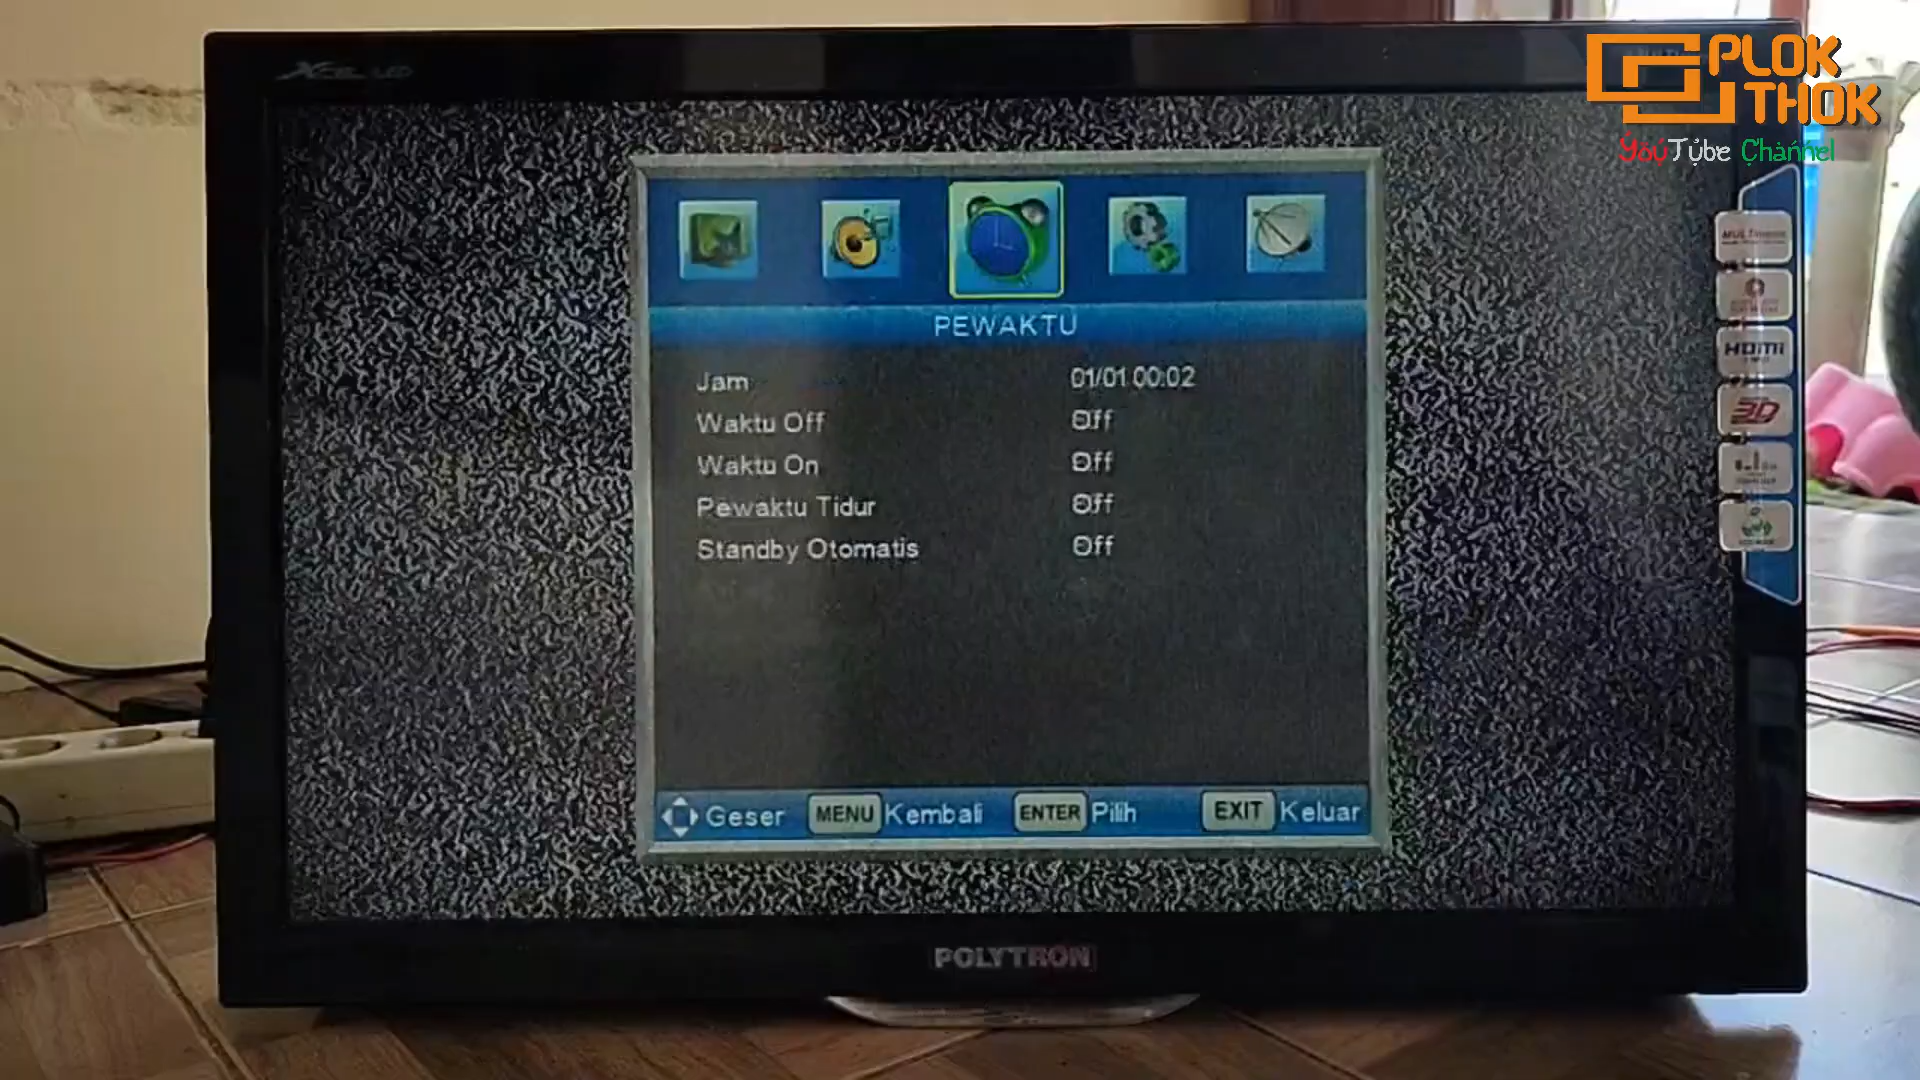 PLOK
THOK
YouTube Channel
PEWAKTU
Jam 01/01 00:02
Waktu Off Off
Waktu On Off
Pewaktu Tidur Off
Standby Otomatis Off
Geser MENU Kembali ENTER Pilih EXIT Keluar
HDMI
3D
POLYTRON